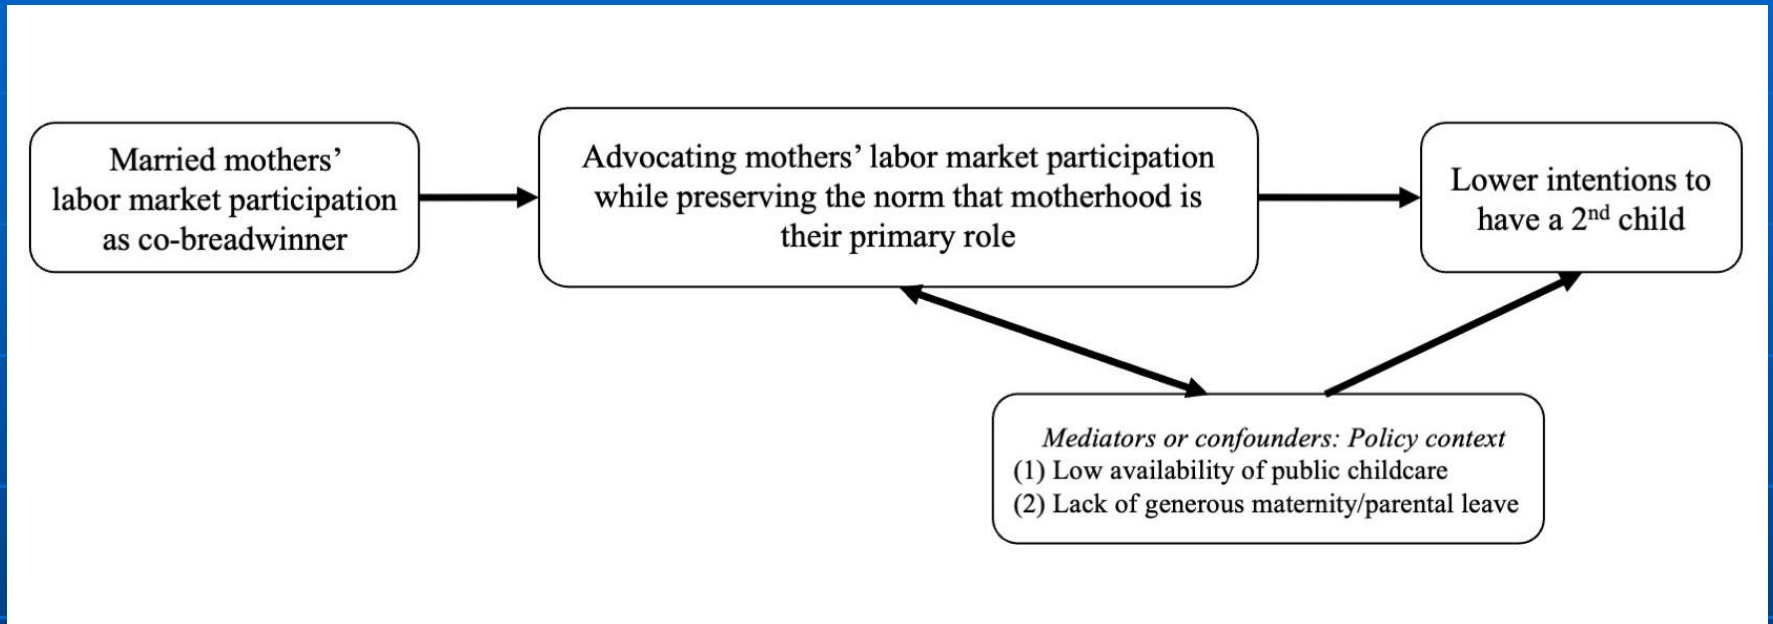 Married mothers’
labor market participation
as co-breadwinner
Advocating mothers’ labor market participation
while preserving the norm that motherhood is
their primary role
Lower intentions to
have a 2nd child
Mediators or confounders: Policy context
(1) Low availability of public childcare
(2) Lack of generous maternity/parental leave